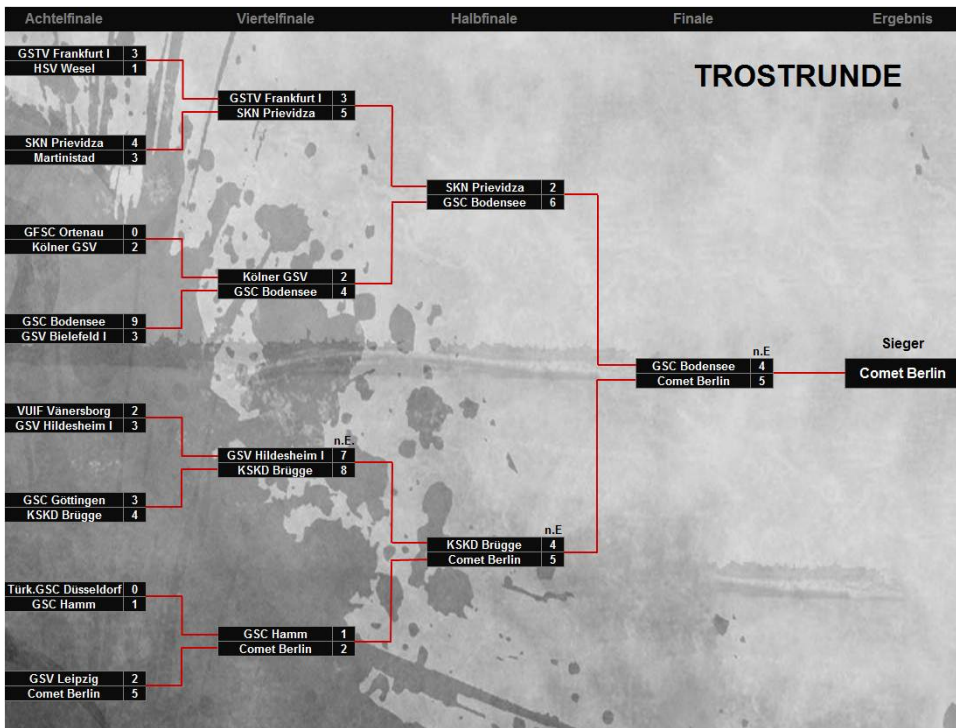 Achtelfinale Viertelfinale Halbfinale Finale Ergebnis
TROSTRUNDE
GSTV Frankfurt I 3
HSV Wesel 1
SKN Prievidza 4
Martinistad 3
GFSC Ortenau 0
Kölner GSV 2
GSC Bodensee 9
GSV Bielefeld I 3
VUIF Vänersborg 2
GSV Hildesheim I 3
GSC Göttingen 3
KSKD Brügge 4
Türk.GSC Düsseldorf 0
GSC Hamm 1
GSV Leipzig 2
Comet Berlin 5
GSTV Frankfurt I 3
SKN Prievidza 5
Kölner GSV 2
GSC Bodensee 4
n.E.
GSV Hildesheim I 7
KSKD Brügge 8
GSC Hamm 1
Comet Berlin 2
SKN Prievidza 2
GSC Bodensee 6
n.E
KSKD Brügge 4
Comet Berlin 5
n.E
GSC Bodensee 4
Comet Berlin 5
Sieger
Comet Berlin